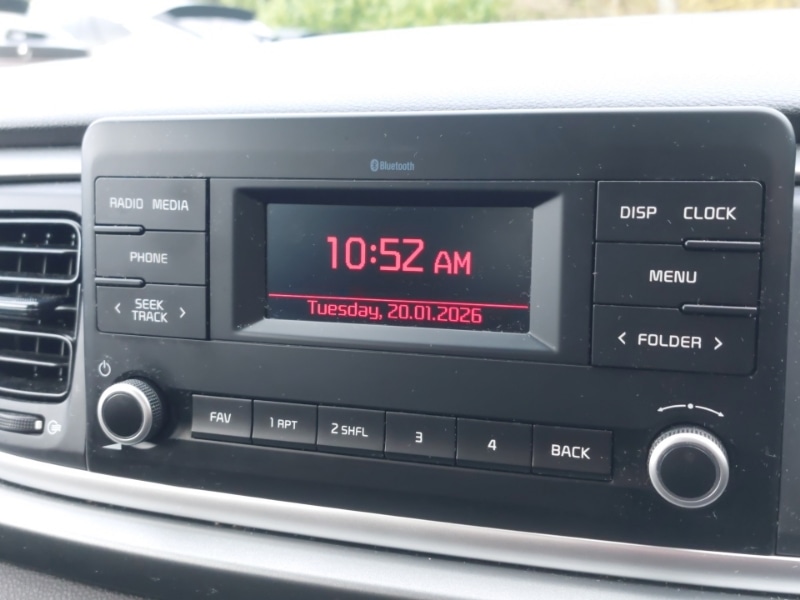 Bluetooth
RADIO MEDIA
PHONE
< SEEK TRACK >
10:52 AM
Tuesday, 20.01.2026
DISP CLOCK
MENU
< FOLDER >
FAV
1 RPT
2 SHFL
3
4
BACK